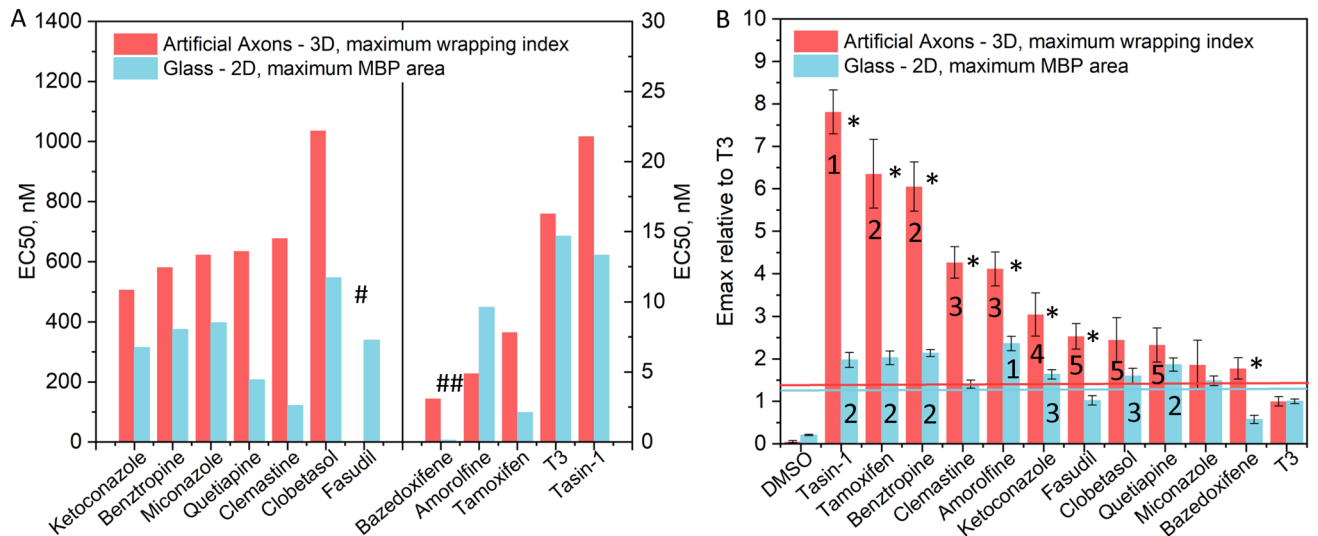 A
EC50, nM
1400
1200
1000
800
600
400
200
0
Artificial Axons - 3D, maximum wrapping index
Glass - 2D, maximum MBP area
#
##
30
25
20
15
10
5
0
EC50, nM
Ketoconazole
Benztropine
Miconazole
Quetiapine
Clemastine
Clobetasol
Fasudil
Bazedoxifene
Amorolfine
Tamoxifen
T3
Tasin-1
B
Emax relative to T3
10
9
8
7
6
5
4
3
2
1
0
Artificial Axons - 3D, maximum wrapping index
Glass - 2D, maximum MBP area
* * * * * * * *
1 2 2 3 3 4 5 5 5
2 2 2 1 3 3 2
DMSO
Tasin-1
Tamoxifen
Benztropine
Clemastine
Amorolfine
Ketoconazole
Fasudil
Clobetasol
Quetiapine
Miconazole
Bazedoxifene
T3